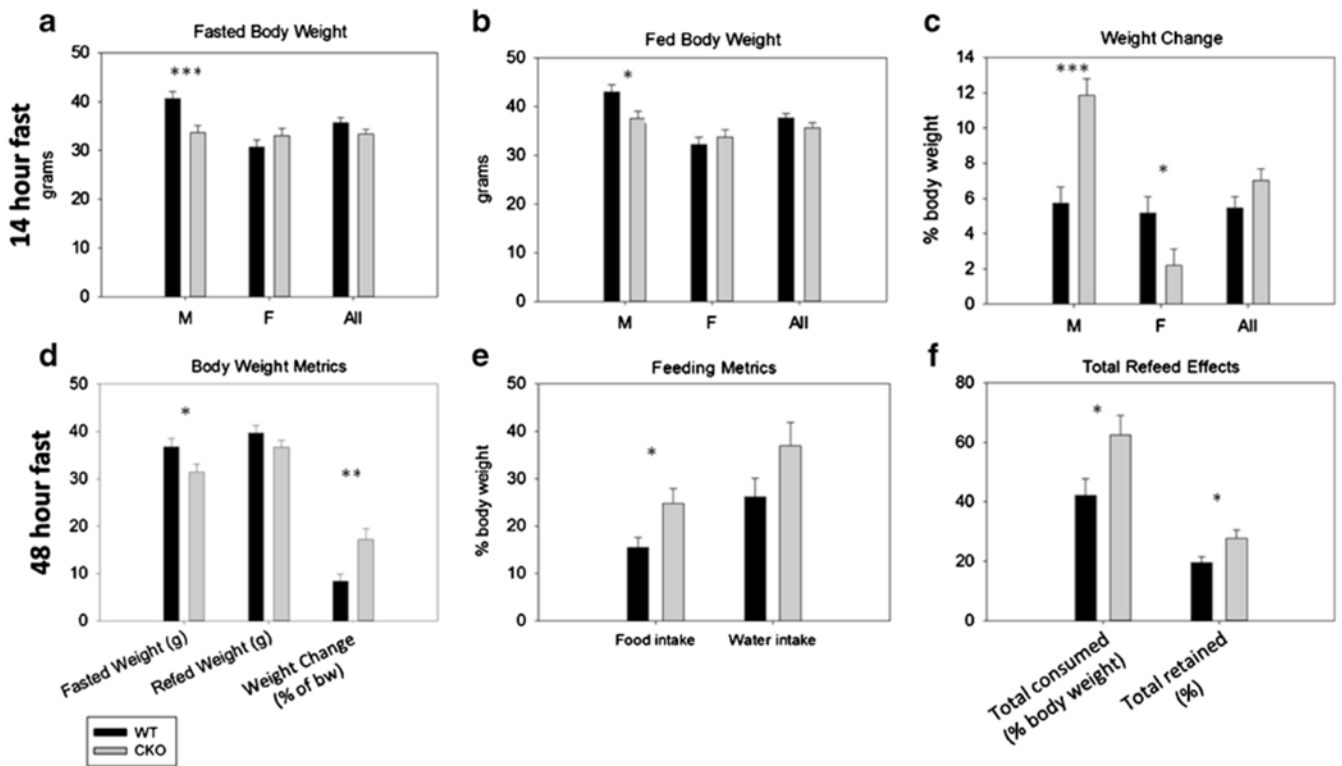 a
Fasted Body Weight
14 hour fast
grams
50
40
30
20
10
0
***
M F All
b
Fed Body Weight
grams
50
40
30
20
10
0
*
M F All
c
Weight Change
% body weight
14
12
10
8
6
4
2
0
***
*
M F All
d
Body Weight Metrics
48 hour fast
50
40
30
20
10
0
*
**
Fasted Weight (g)
Refed Weight (g)
Weight Change
(% of bw)
e
Feeding Metrics
% body weight
50
40
30
20
10
0
*
Food intake Water intake
f
Total Refeed Effects
80
60
40
20
0
*
*
Total consumed
(% body weight)
Total retained
(%)
WT
CKO